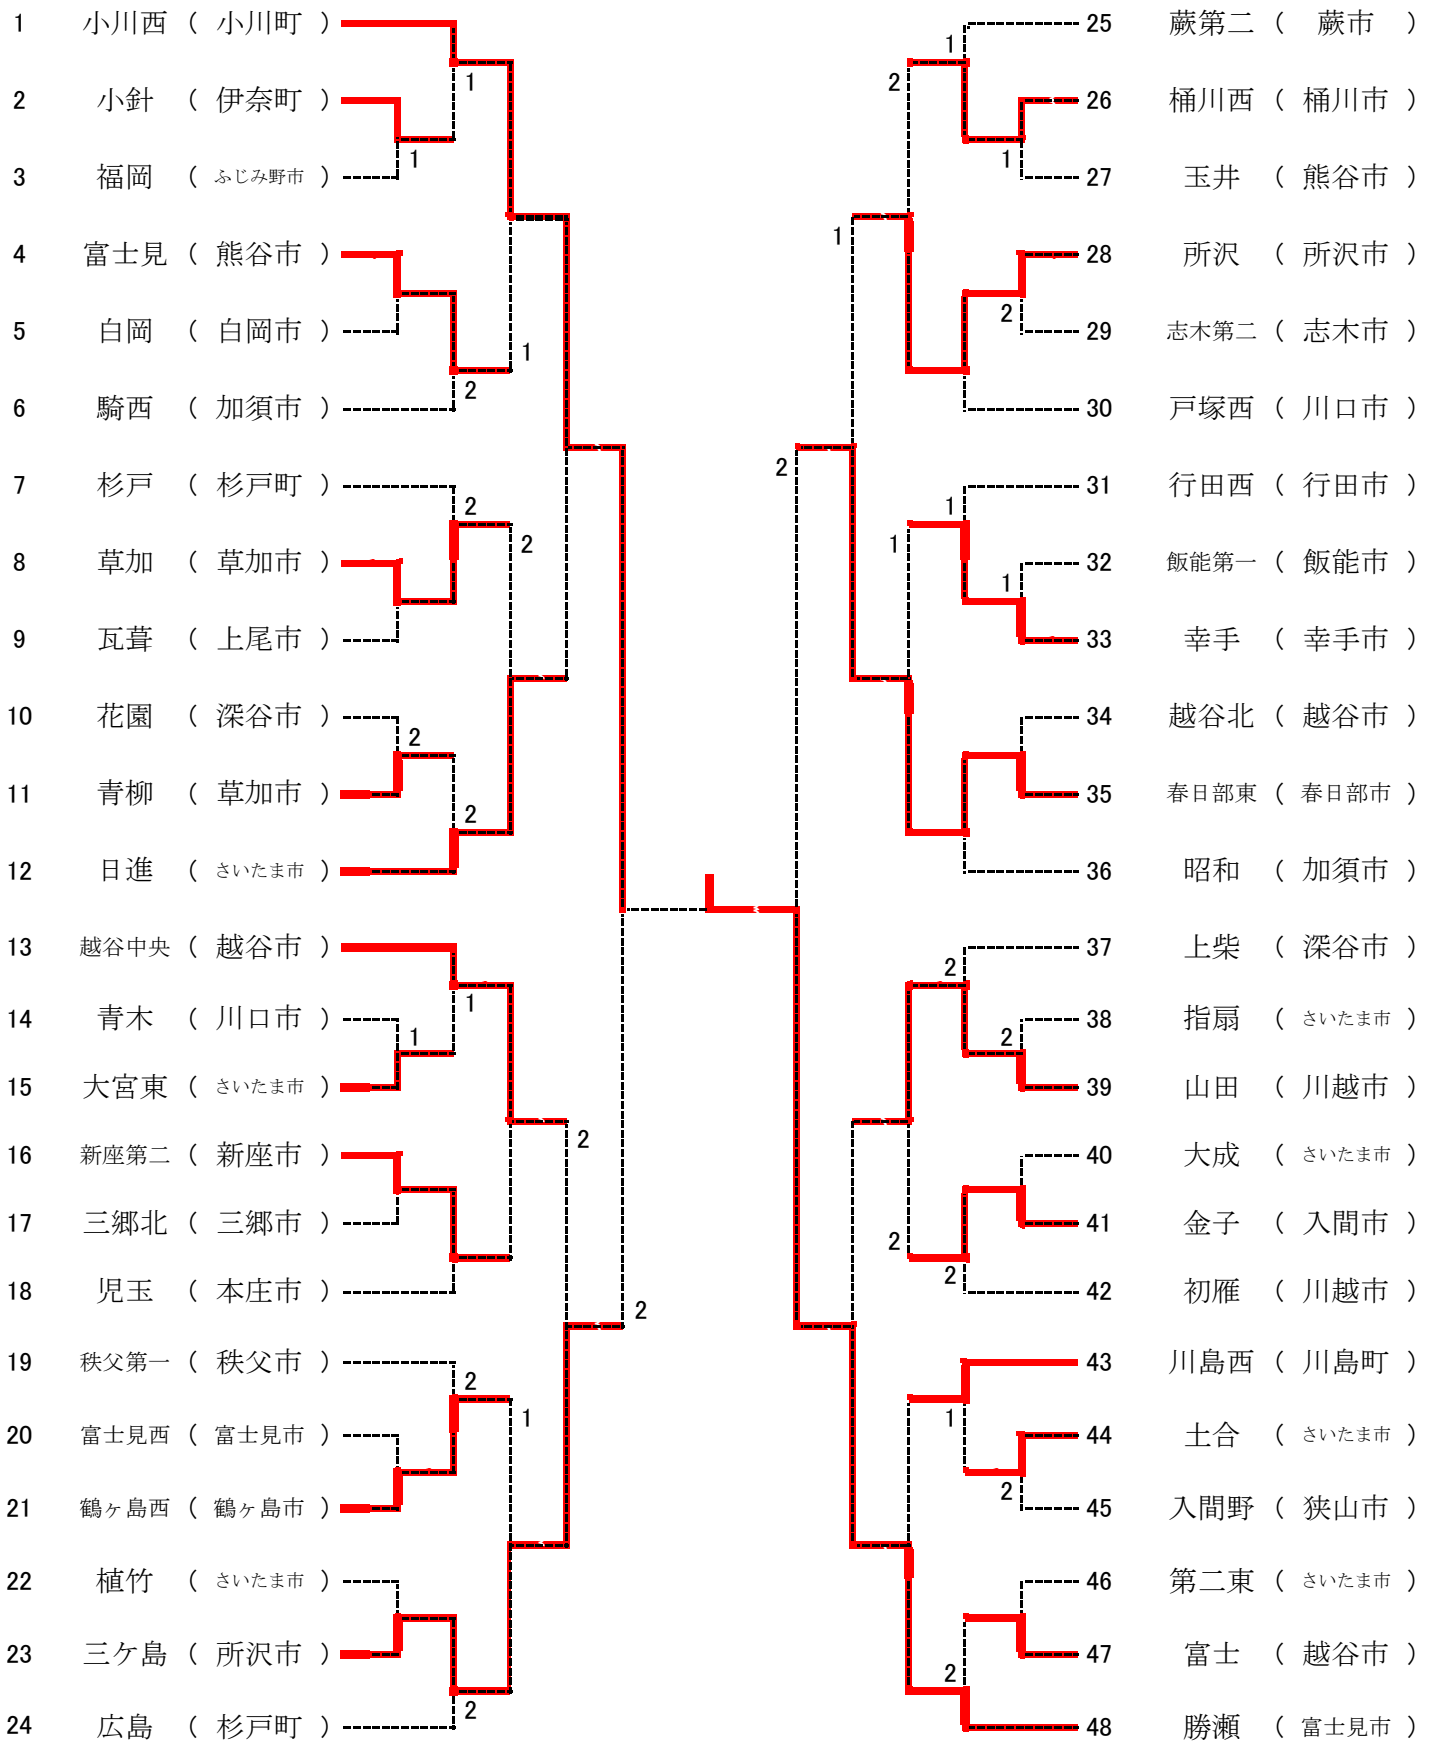 1 小川西 ( 小川町 )
1
2 小針 ( 伊奈町 )
1
3 福岡 ( ふじみ野市 )
4 富士見 ( 熊谷市 )
5 白岡 ( 白岡市 )
1
2
6 騎西 ( 加須市 )
7 杉戸 ( 杉戸町 )
2
2
8 草加 ( 草加市 )
9 瓦葺 ( 上尾市 )
10 花園 ( 深谷市 )
2
11 青柳 ( 草加市 )
2
12 日進 ( さいたま市 )
13 越谷中央 ( 越谷市 )
1
14 青木 ( 川口市 )
1
15 大宮東 ( さいたま市 )
2
16 新座第二 ( 新座市 )
17 三郷北 ( 三郷市 )
18 児玉 ( 本庄市 )
2
19 秩父第一 ( 秩父市 )
2
1
20 富士見西 ( 富士見市 )
21 鶴ヶ島西 ( 鶴ヶ島市 )
22 植竹 ( さいたま市 )
23 三ケ島 ( 所沢市 )
2
24 広島 ( 杉戸町 )
25 蕨第二 ( 蕨市 )
1
2
26 桶川西 ( 桶川市 )
1
27 玉井 ( 熊谷市 )
1
28 所沢 ( 所沢市 )
2
29 志木第二 ( 志木市 )
30 戸塚西 ( 川口市 )
2
31 行田西 ( 行田市 )
1
1
32 飯能第一 ( 飯能市 )
1
33 幸手 ( 幸手市 )
34 越谷北 ( 越谷市 )
35 春日部東 ( 春日部市 )
36 昭和 ( 加須市 )
37 上柴 ( 深谷市 )
2
38 指扇 ( さいたま市 )
2
39 山田 ( 川越市 )
40 大成 ( さいたま市 )
41 金子 ( 入間市 )
2
2
42 初雁 ( 川越市 )
43 川島西 ( 川島町 )
1
44 土合 ( さいたま市 )
2
45 入間野 ( 狭山市 )
46 第二東 ( さいたま市 )
47 富士 ( 越谷市 )
2
48 勝瀬 ( 富士見市 )